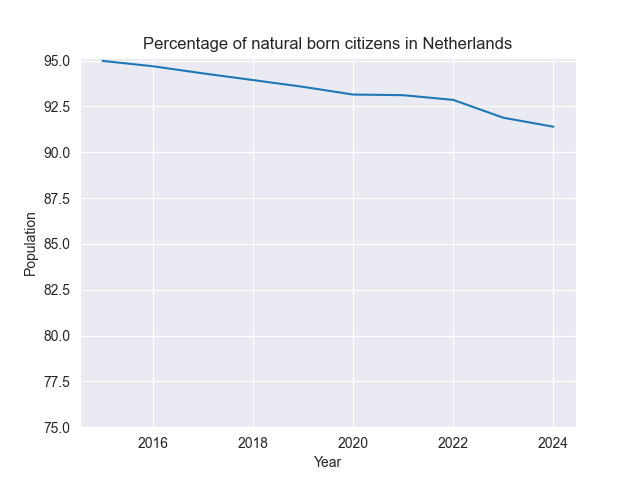 Percentage of natural born citizens in Netherlands
95.0
92.5
90.0
87.5
85.0
82.5
80.0
77.5
75.0
Population
2016 2018 2020 2022 2024
Year